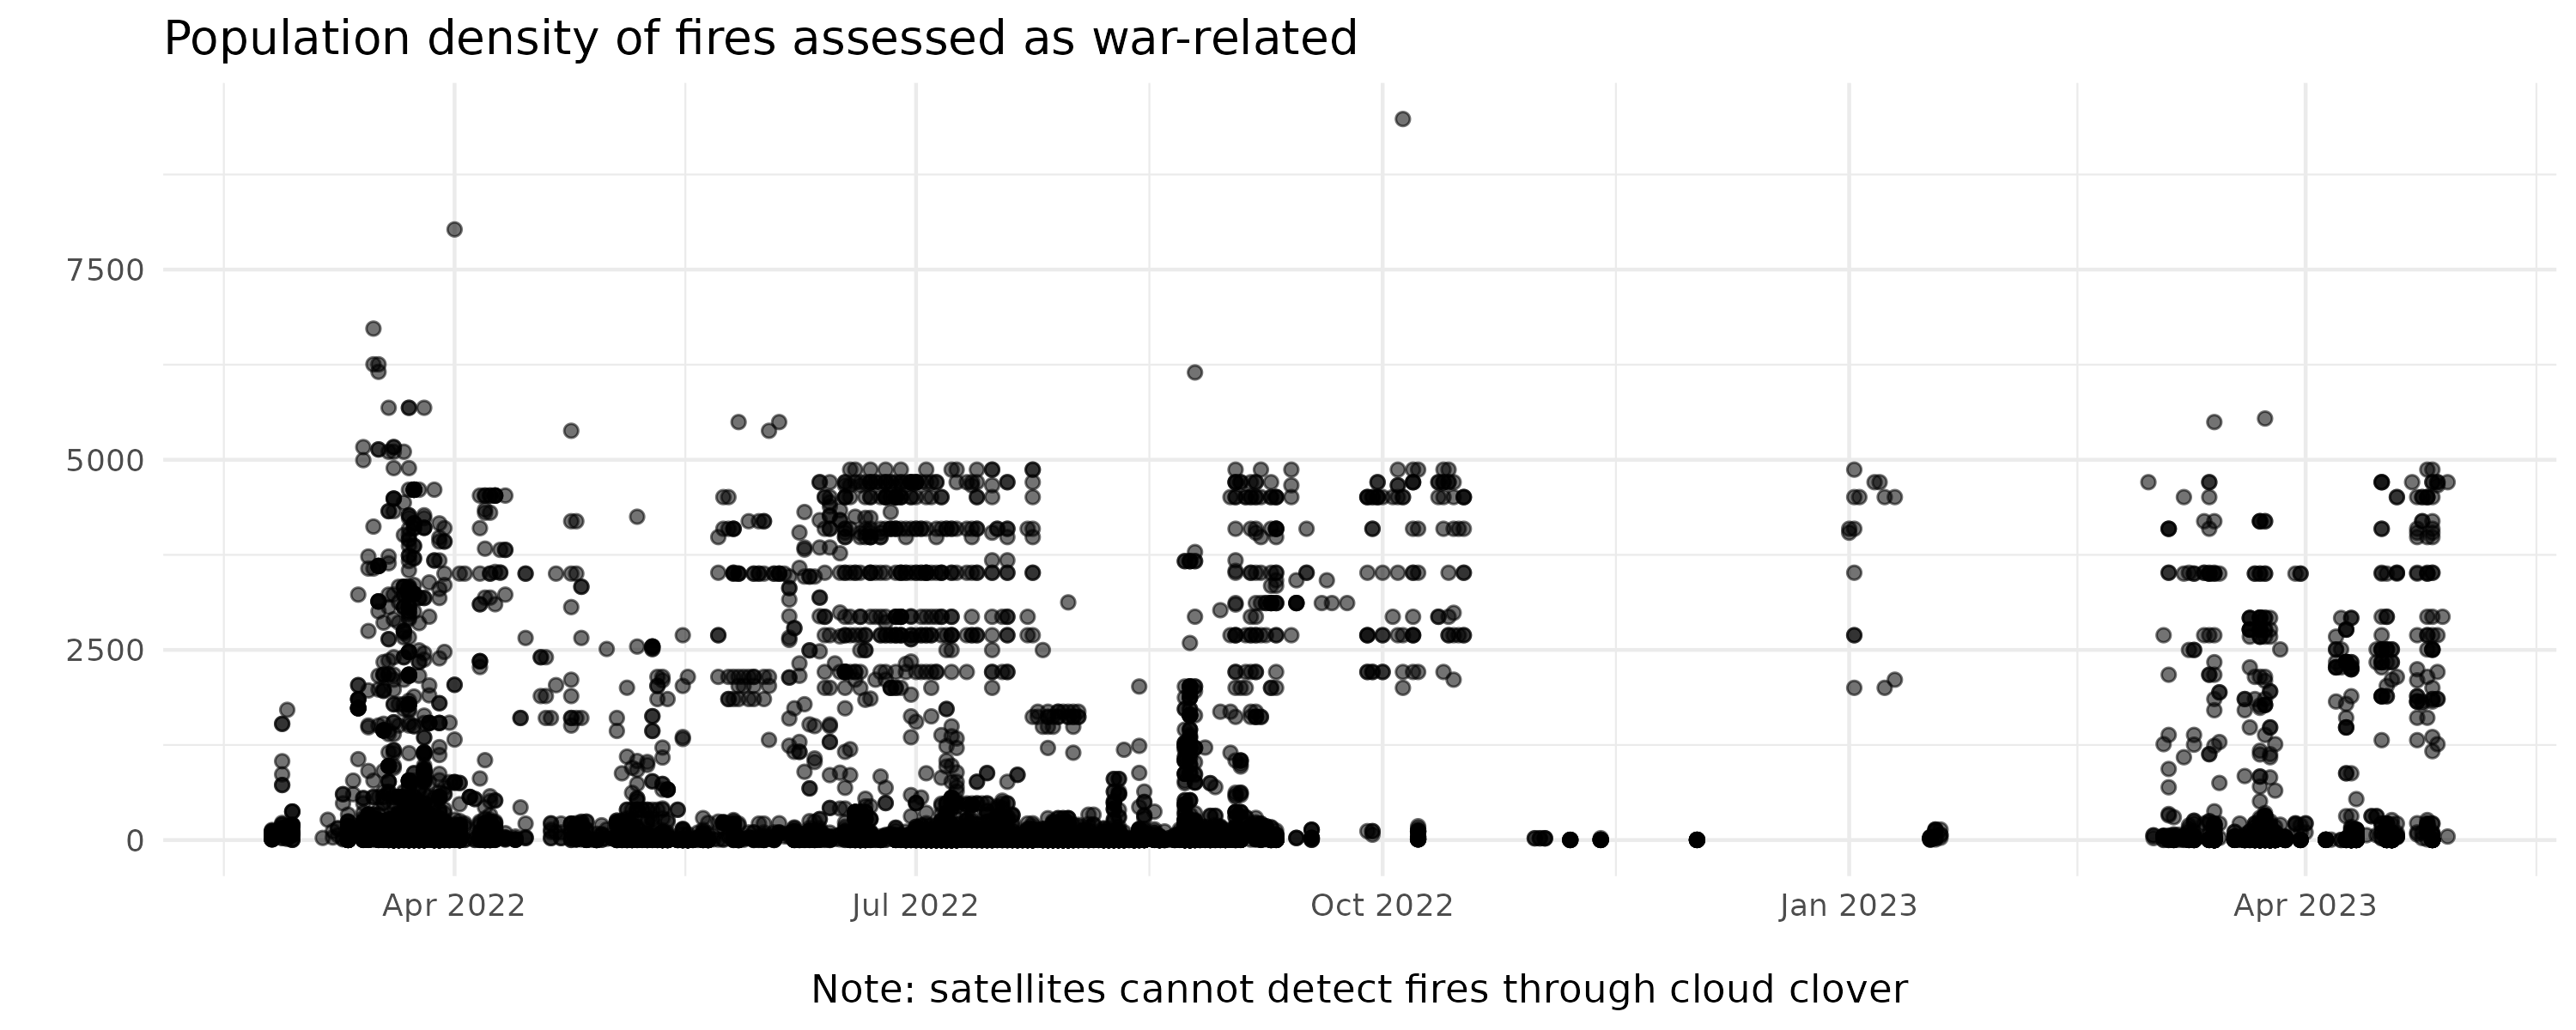 Population density of fires assessed as war-related
7500
5000
2500
0
Apr 2022
Jul 2022
Oct 2022
Jan 2023
Apr 2023
Note: satellites cannot detect fires through cloud clover